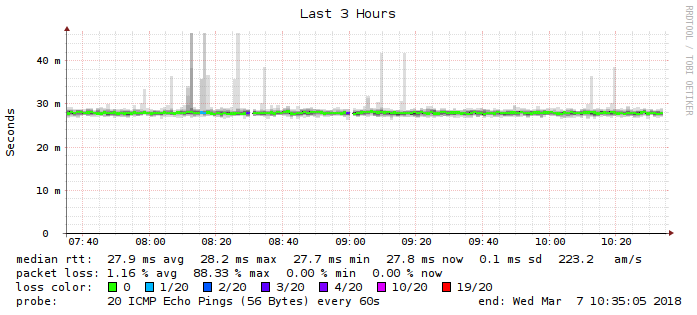 Last 3 Hours
RRDTOOL / TOBI OETIKER
Seconds
40 m
30 m
20 m
10 m
0
07:40 08:00 08:20 08:40 09:00 09:20 09:40 10:00 10:20
median rtt: 27.9 ms avg 28.2 ms max 27.7 ms min 27.8 ms now 0.1 ms sd 223.2 am/s
packet loss: 1.16 % avg 88.33 % max 0.00 % min 0.00 % now
loss color: 0 1/20 2/20 3/20 4/20 10/20 19/20
probe: 20 ICMP Echo Pings (56 Bytes) every 60s end: Wed Mar 7 10:35:05 2018